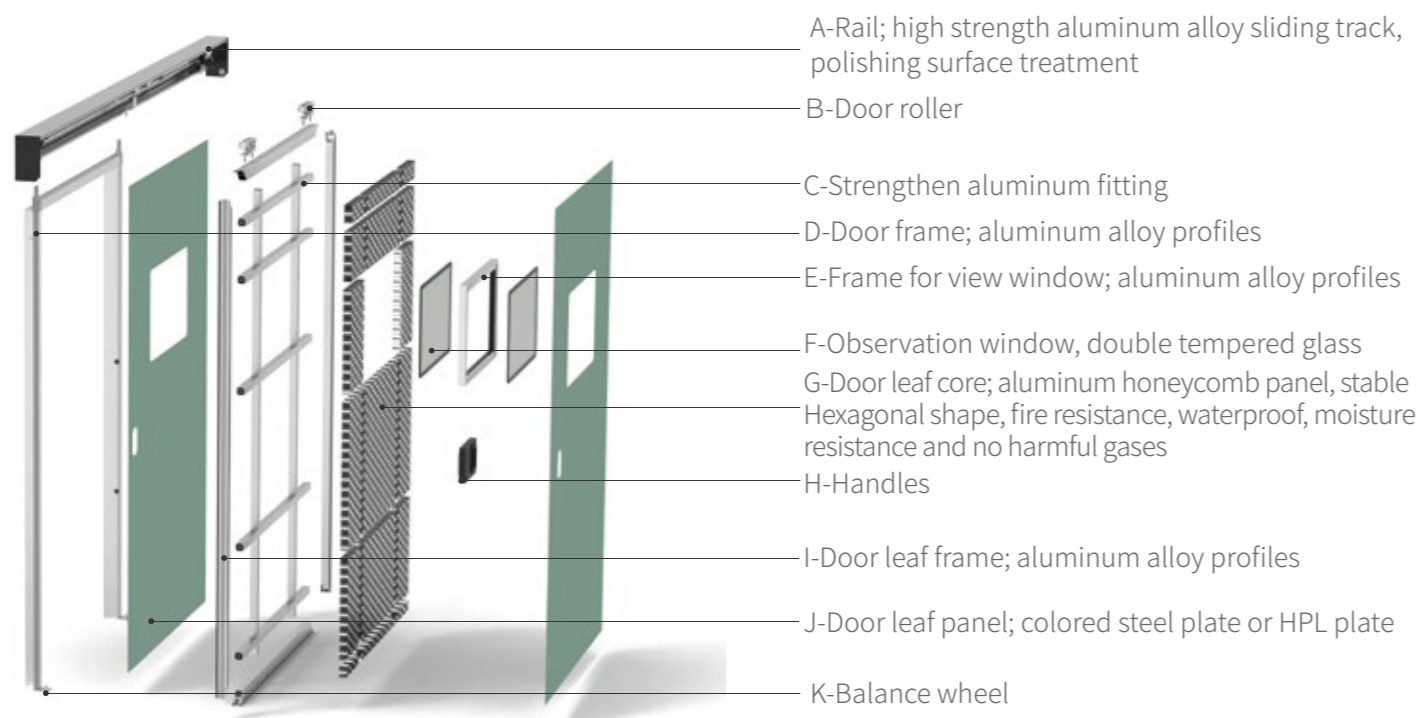 A-Rail; high strength aluminum alloy sliding track,
polishing surface treatment
B-Door roller
C-Strengthen aluminum fitting
D-Door frame; aluminum alloy profiles
E-Frame for view window; aluminum alloy profiles
F-Observation window, double tempered glass
G-Door leaf core; aluminum honeycomb panel, stable
Hexagonal shape, fire resistance, waterproof, moisture
resistance and no harmful gases
H-Handles
I-Door leaf frame; aluminum alloy profiles
J-Door leaf panel; colored steel plate or HPL plate
K-Balance wheel